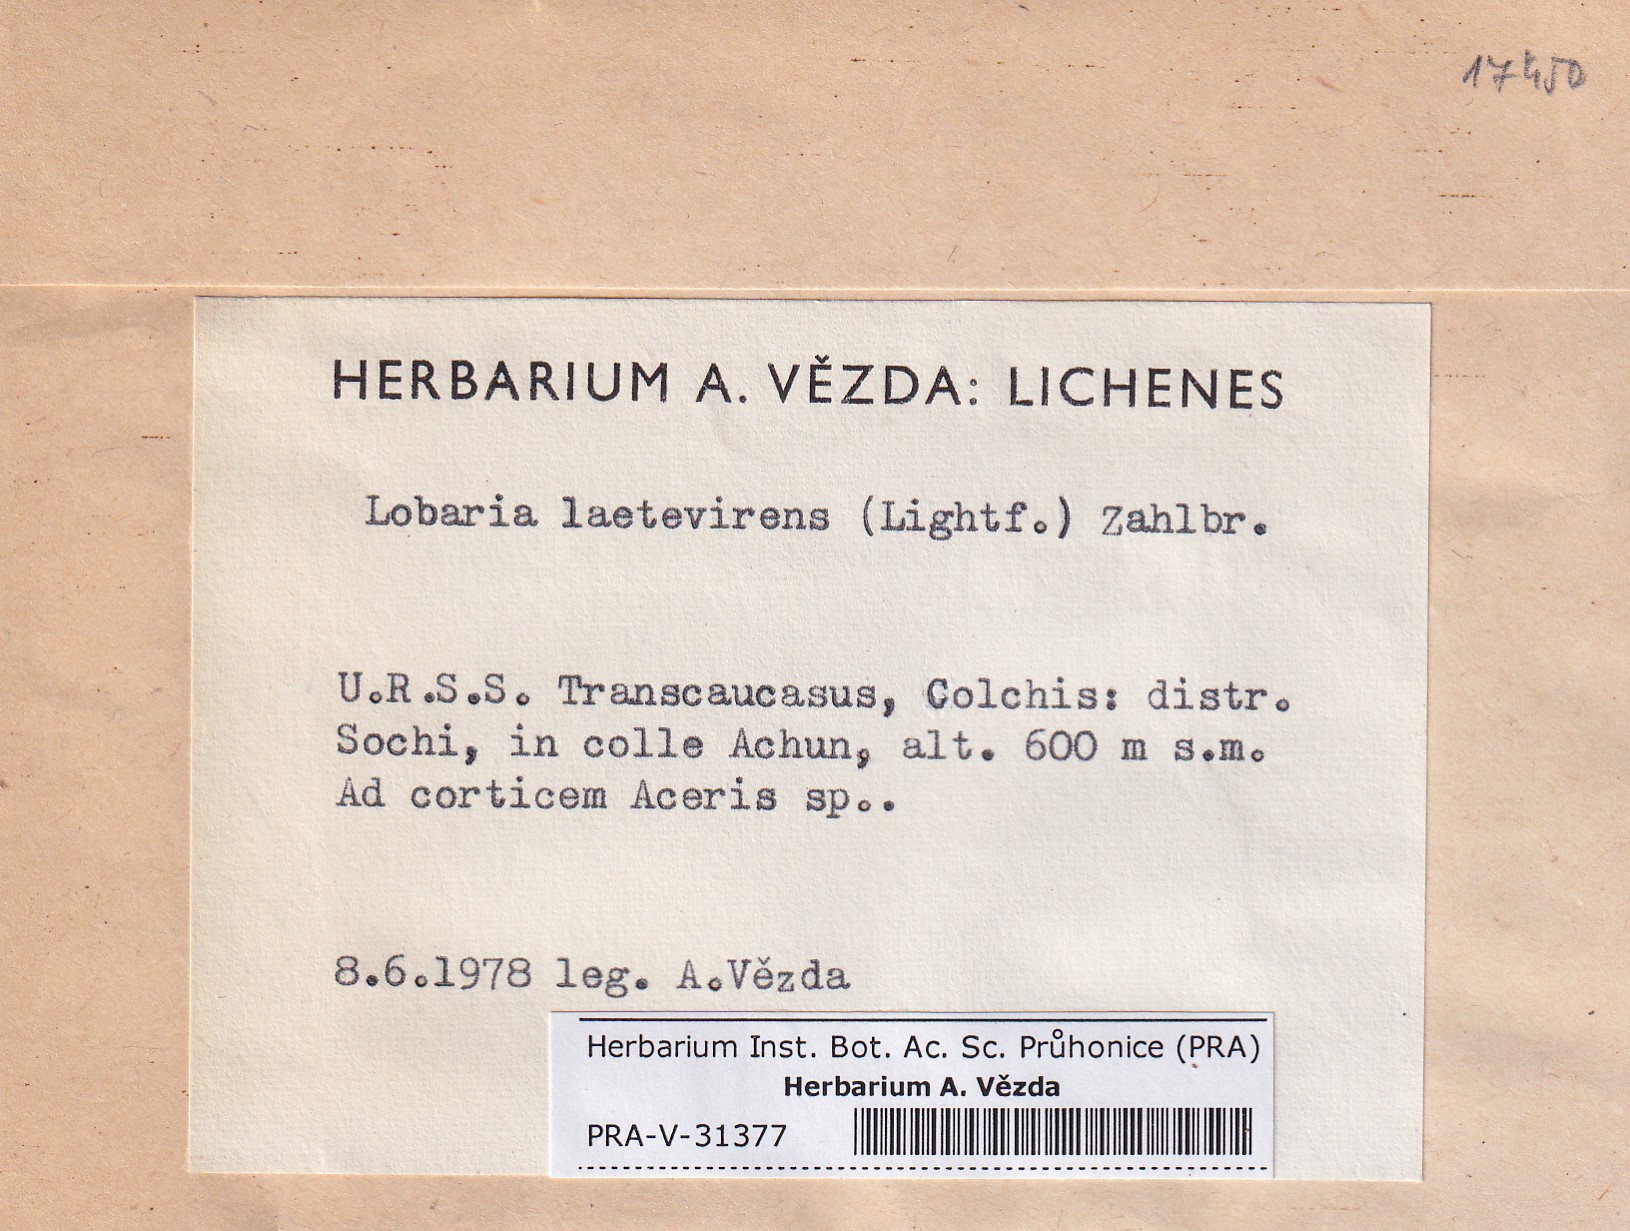 17450
HERBARIUM A. VĚZDA: LICHENES
Lobaria laetevirens (Lightf.) Zahlbr.
U.R.S.S. Transcaucasus, Colchis: distr.
Sochi, in colle Achun, alt. 600 m s.m.
Ad corticem Aceris sp..
8.6.1978 leg. A.Vězda
Herbarium Inst. Bot. Ac. Sc. Průhonice (PRA)
Herbarium A. Vězda
PRA-V-31377